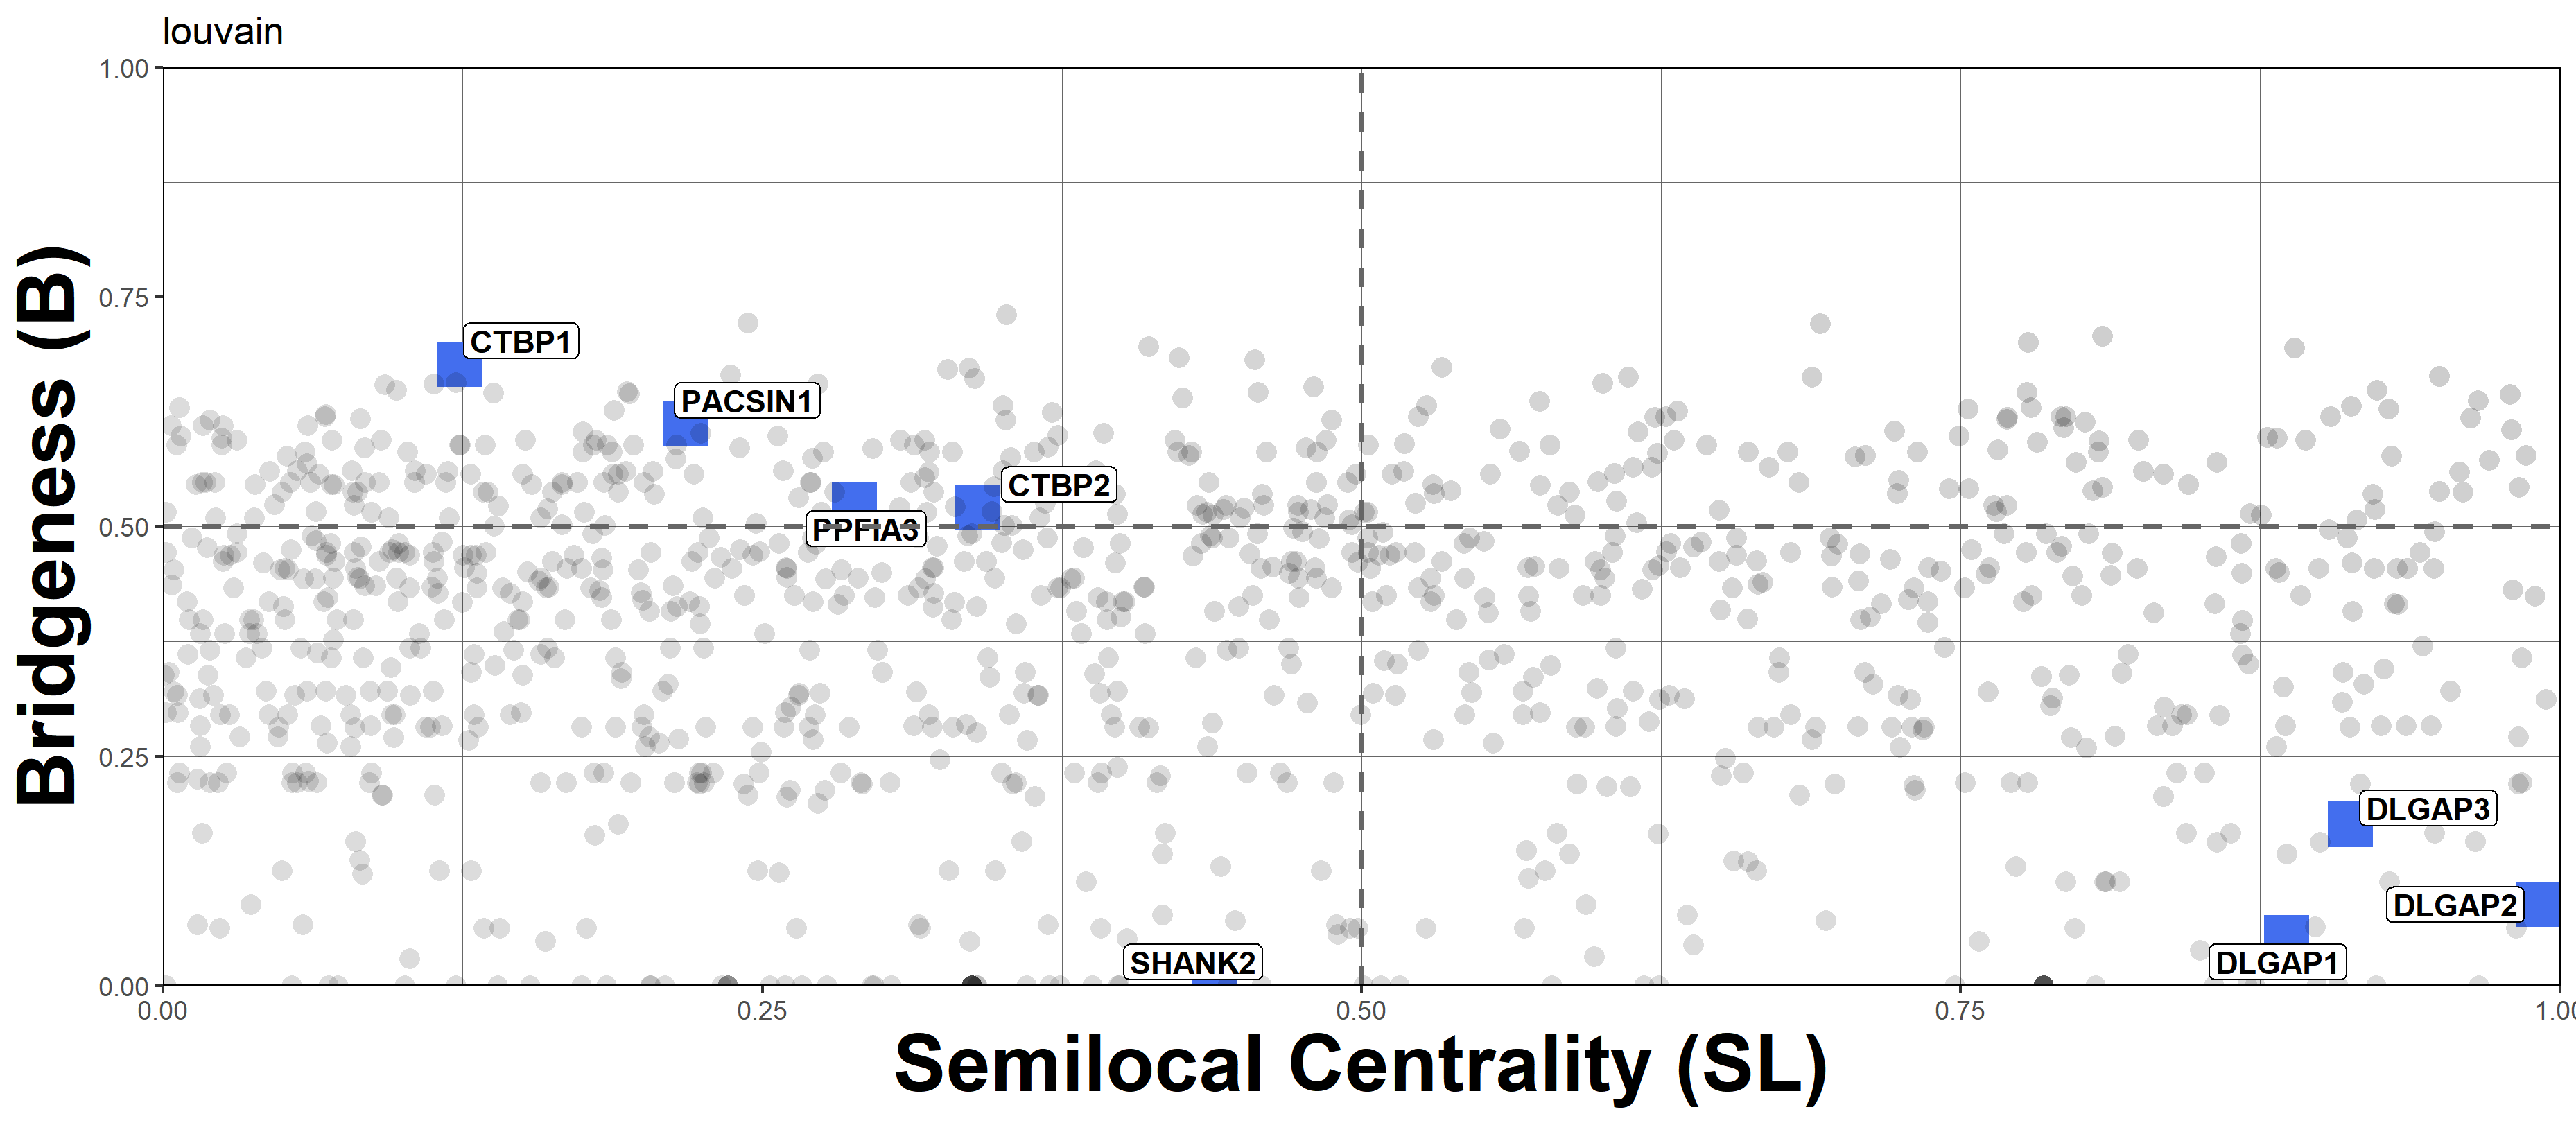 louvain
1.00
0.75
0.50
0.25
0.00
Bridgeness (B)
CTBP1
PACSIN1
CTBP2
PPFIA3
DLGAP3
DLGAP2
SHANK2
DLGAP1
0.00
0.25
0.50
0.75
1.00
Semilocal Centrality (SL)